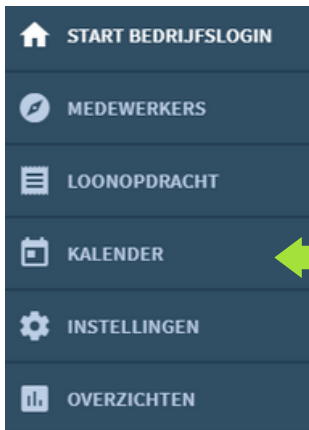 START BEDRIJFSLOGIN
MEDEWERKERS
LOONOPDRACHT
KALENDER
INSTELLINGEN
OVERZICHTEN